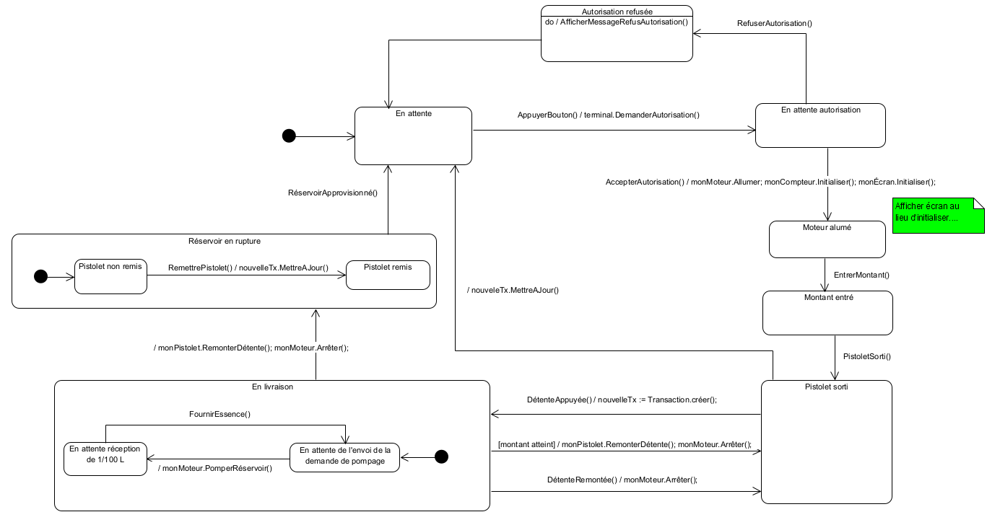 Autorisation refusée
do / AfficherMessageRefusAutorisation()
RefuserAutorisation()
En attente
AppuyerBouton() / terminal.DemanderAutorisation()
En attente autorisation
AccepterAutorisation() / monMoteur.Allumer; monCompteur.Initialiser(); monÉcran.Initialiser();
RéservoirApprovisionné()
Afficher écran au
lieu d'initialiser....
Moteur alumé
Réservoir en rupture
Pistolet non remis
RemettrePistolet() / nouvelleTx.MettreAJour()
Pistolet remis
EntrerMontant()
/ nouveleTx.MettreAJour()
Montant entré
/ monPistolet.RemonterDétente(); monMoteur.Arrêter();
PistoletSorti()
En livraison
Pistolet sorti
DétenteAppuyée() / nouvelleTx := Transaction.créer();
FournirEssence()
[montant atteint] / monPistolet.RemonterDétente(); monMoteur.Arrêter();
En attente réception
de 1/100 L
En attente de l'envoi de la
demande de pompage
/ monMoteur.PomperRéservoir()
DétenteRemontée() / monMoteur.Arrêter();